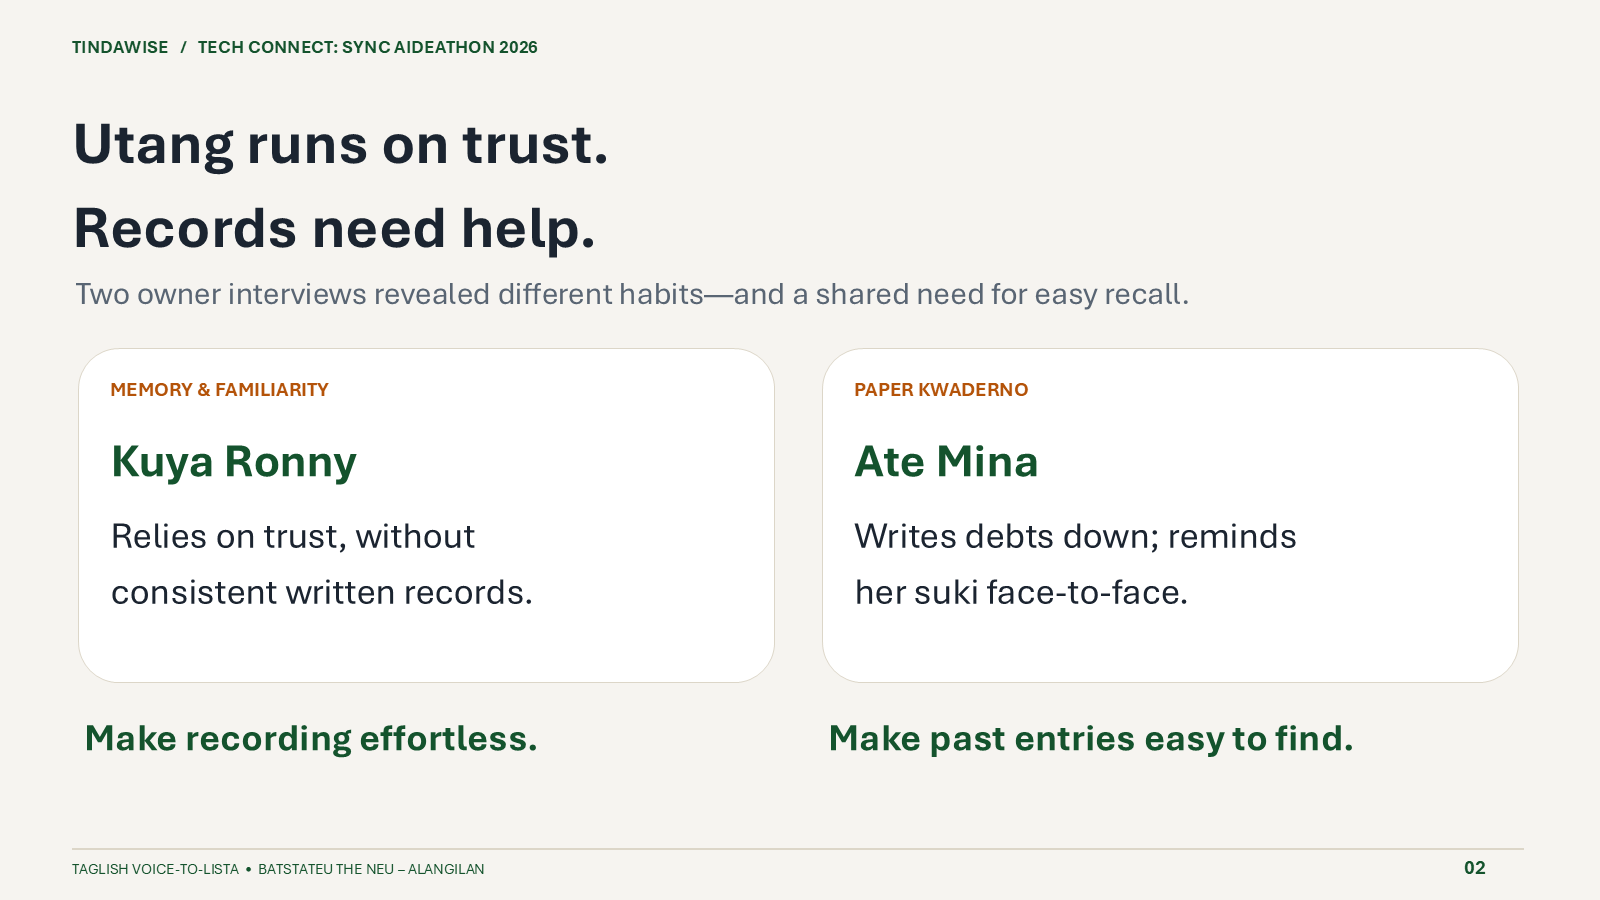 TINDAWISE / TECH CONNECT: SYNC AIDEATHON 2026
Utang runs on trust.
Records need help.
Two owner interviews revealed different habits—and a shared need for easy recall.
MEMORY & FAMILIARITY
Kuya Ronny
Relies on trust, without
consistent written records.
PAPER KWADERNO
Ate Mina
Writes debts down; reminds
her suki face-to-face.
Make recording effortless.
Make past entries easy to find.
TAGLISH VOICE-TO-LISTA • BATSTATEU THE NEU – ALANGILAN
02